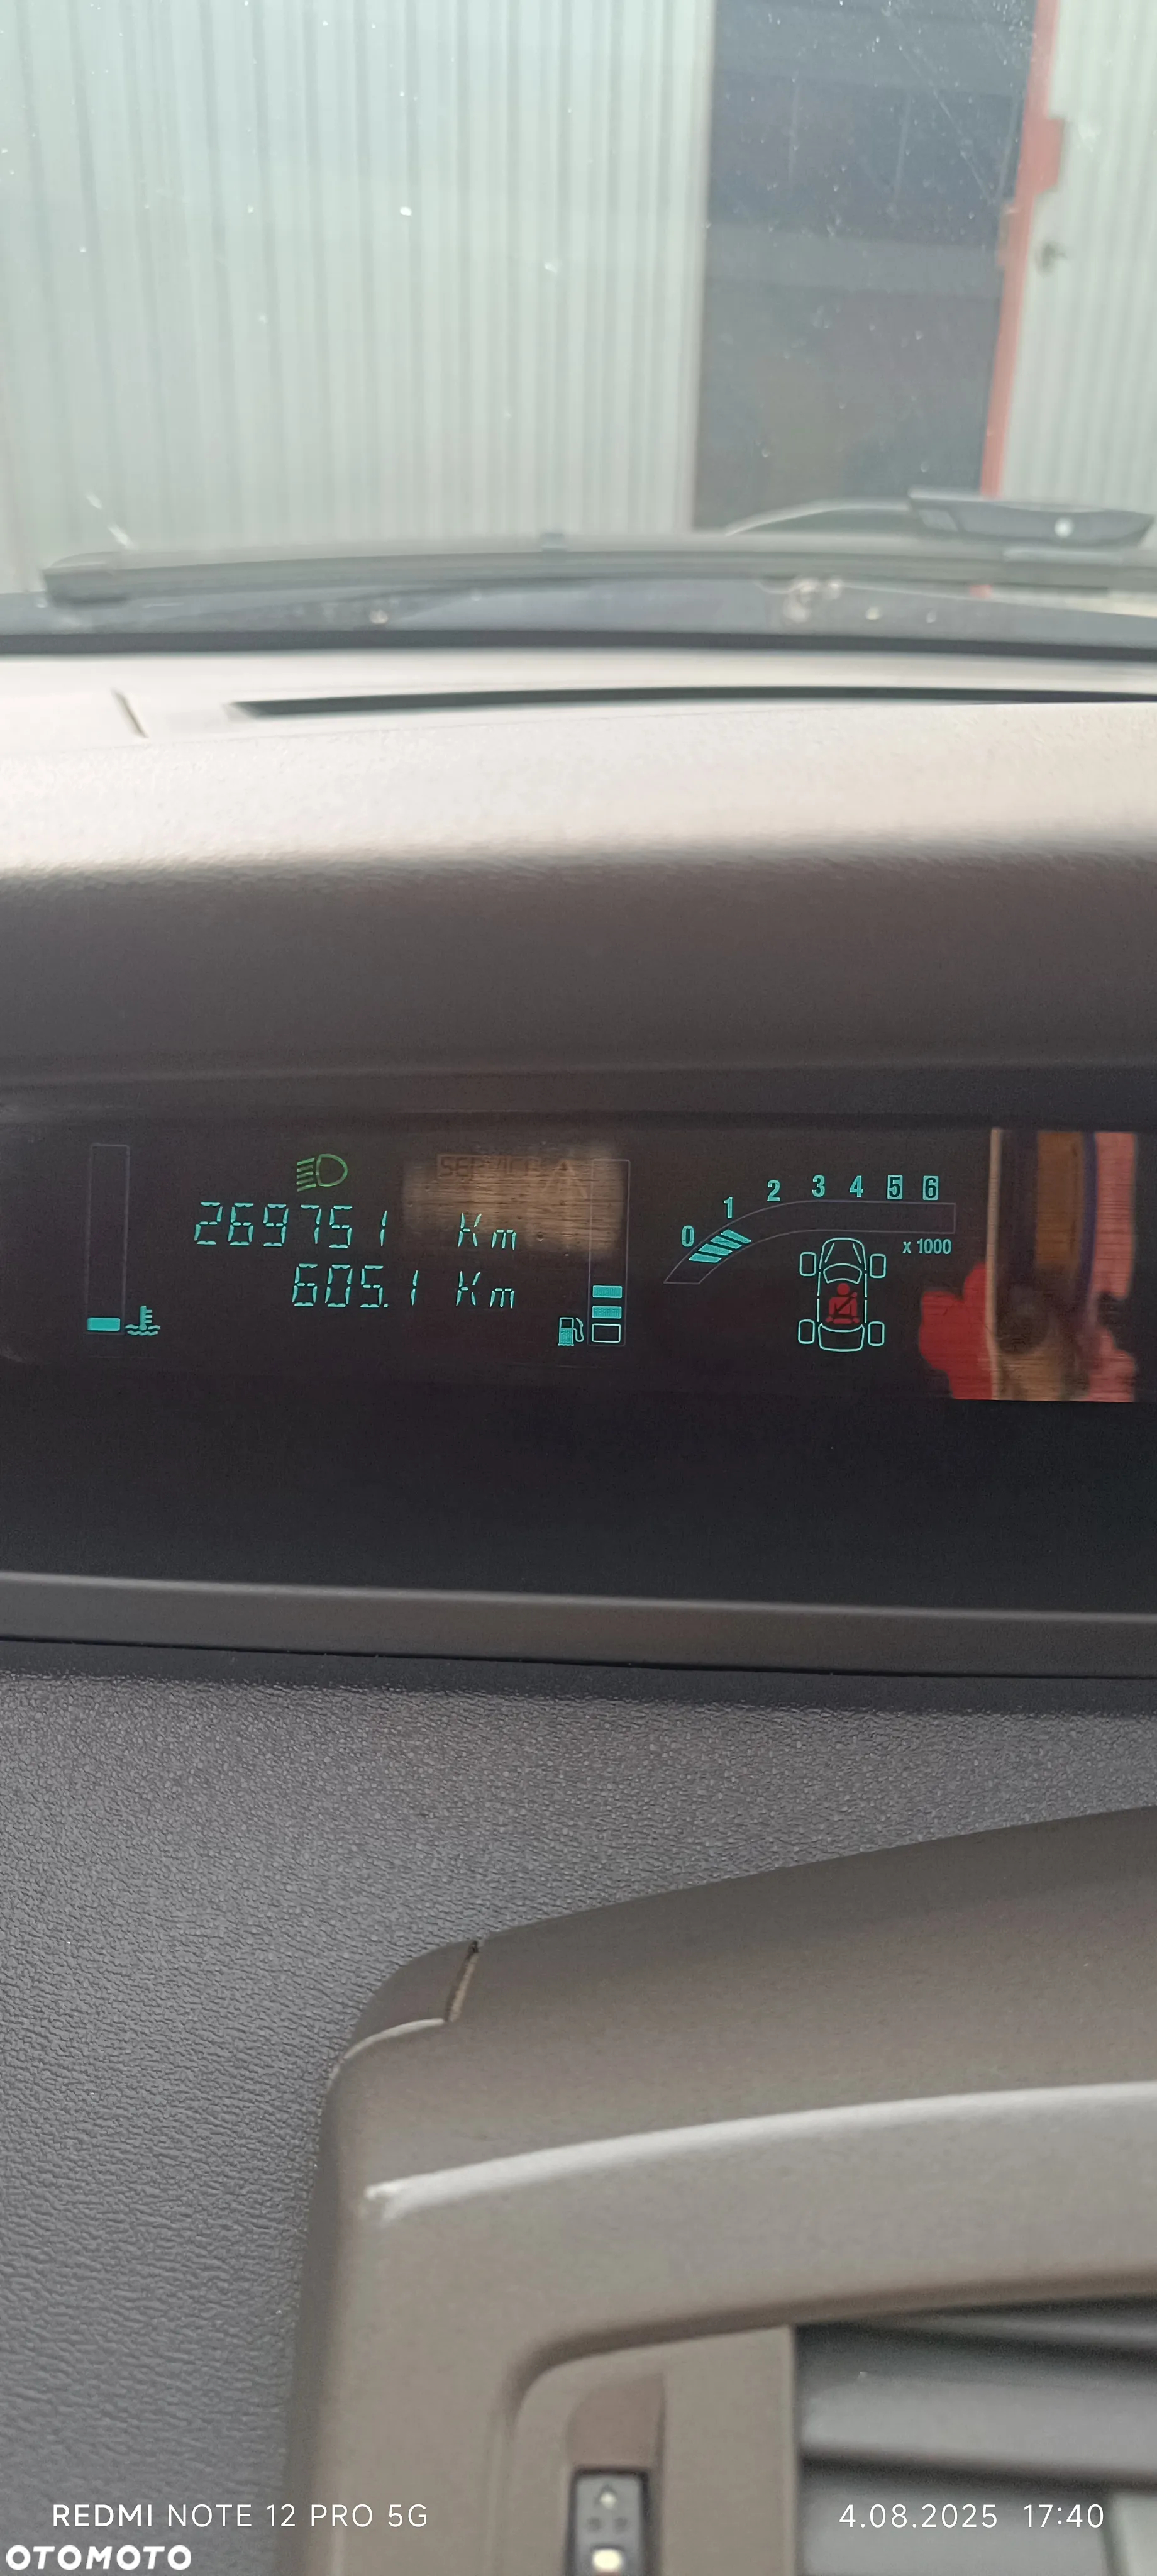 SERVICE
269751 Km
605.1 Km
0 1 2 3 4 5 6
x 1000
REDMI NOTE 12 PRO 5G
4.08.2025 17:40
OTOMOTO